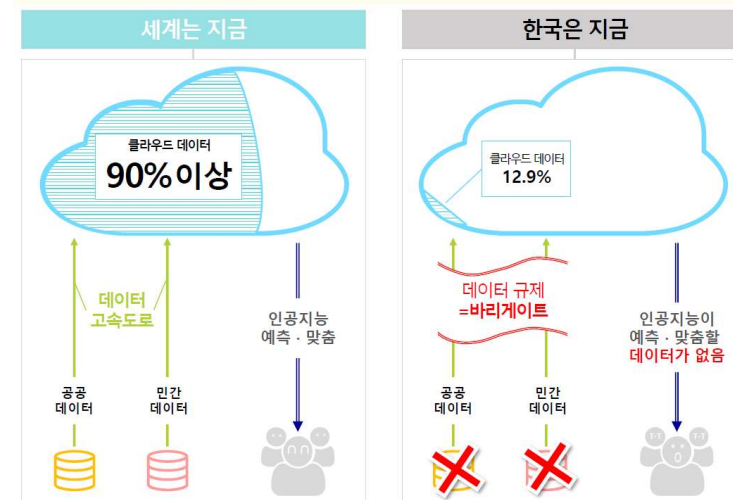 세계는 지금
클라우드 데이터
90%이상
데이터
고속도로
인공지능
예측 · 맞춤
공공
데이터
민간
데이터
한국은 지금
클라우드 데이터
12.9%
데이터 규제
=바리게이트
인공지능이
예측 · 맞춤할
데이터가 없음
공공
데이터
민간
데이터
T-T
T-T